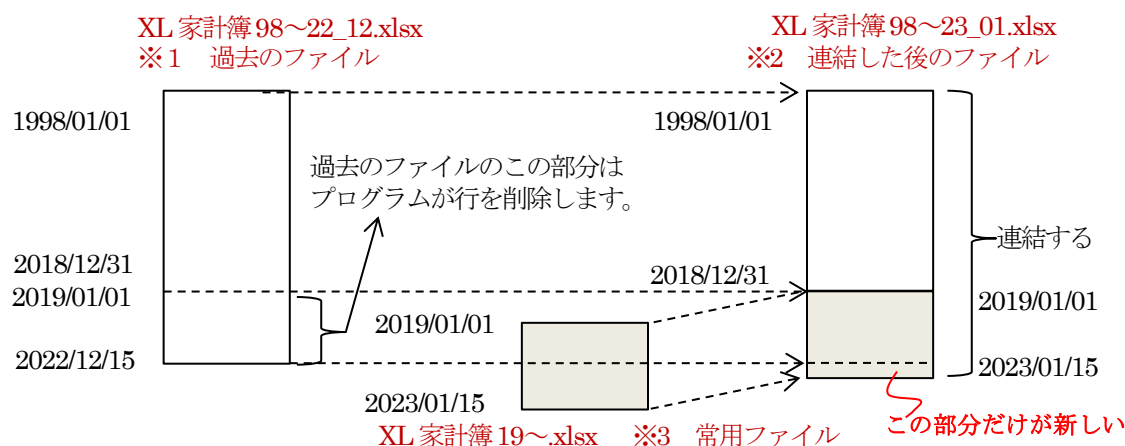 XL 家計簿 98～22_12.xlsx
※１　過去のファイル
XL 家計簿 98～23_01.xlsx
※2　連結した後のファイル
1998/01/01
1998/01/01
過去のファイルのこの部分は
プログラムが行を削除します。
連結する
2018/12/31
2018/12/31
2019/01/01
2019/01/01
2019/01/01
2022/12/15
2023/01/15
2023/01/15
この部分だけが新しい
XL 家計簿 19～.xlsx　※3　常用ファイル